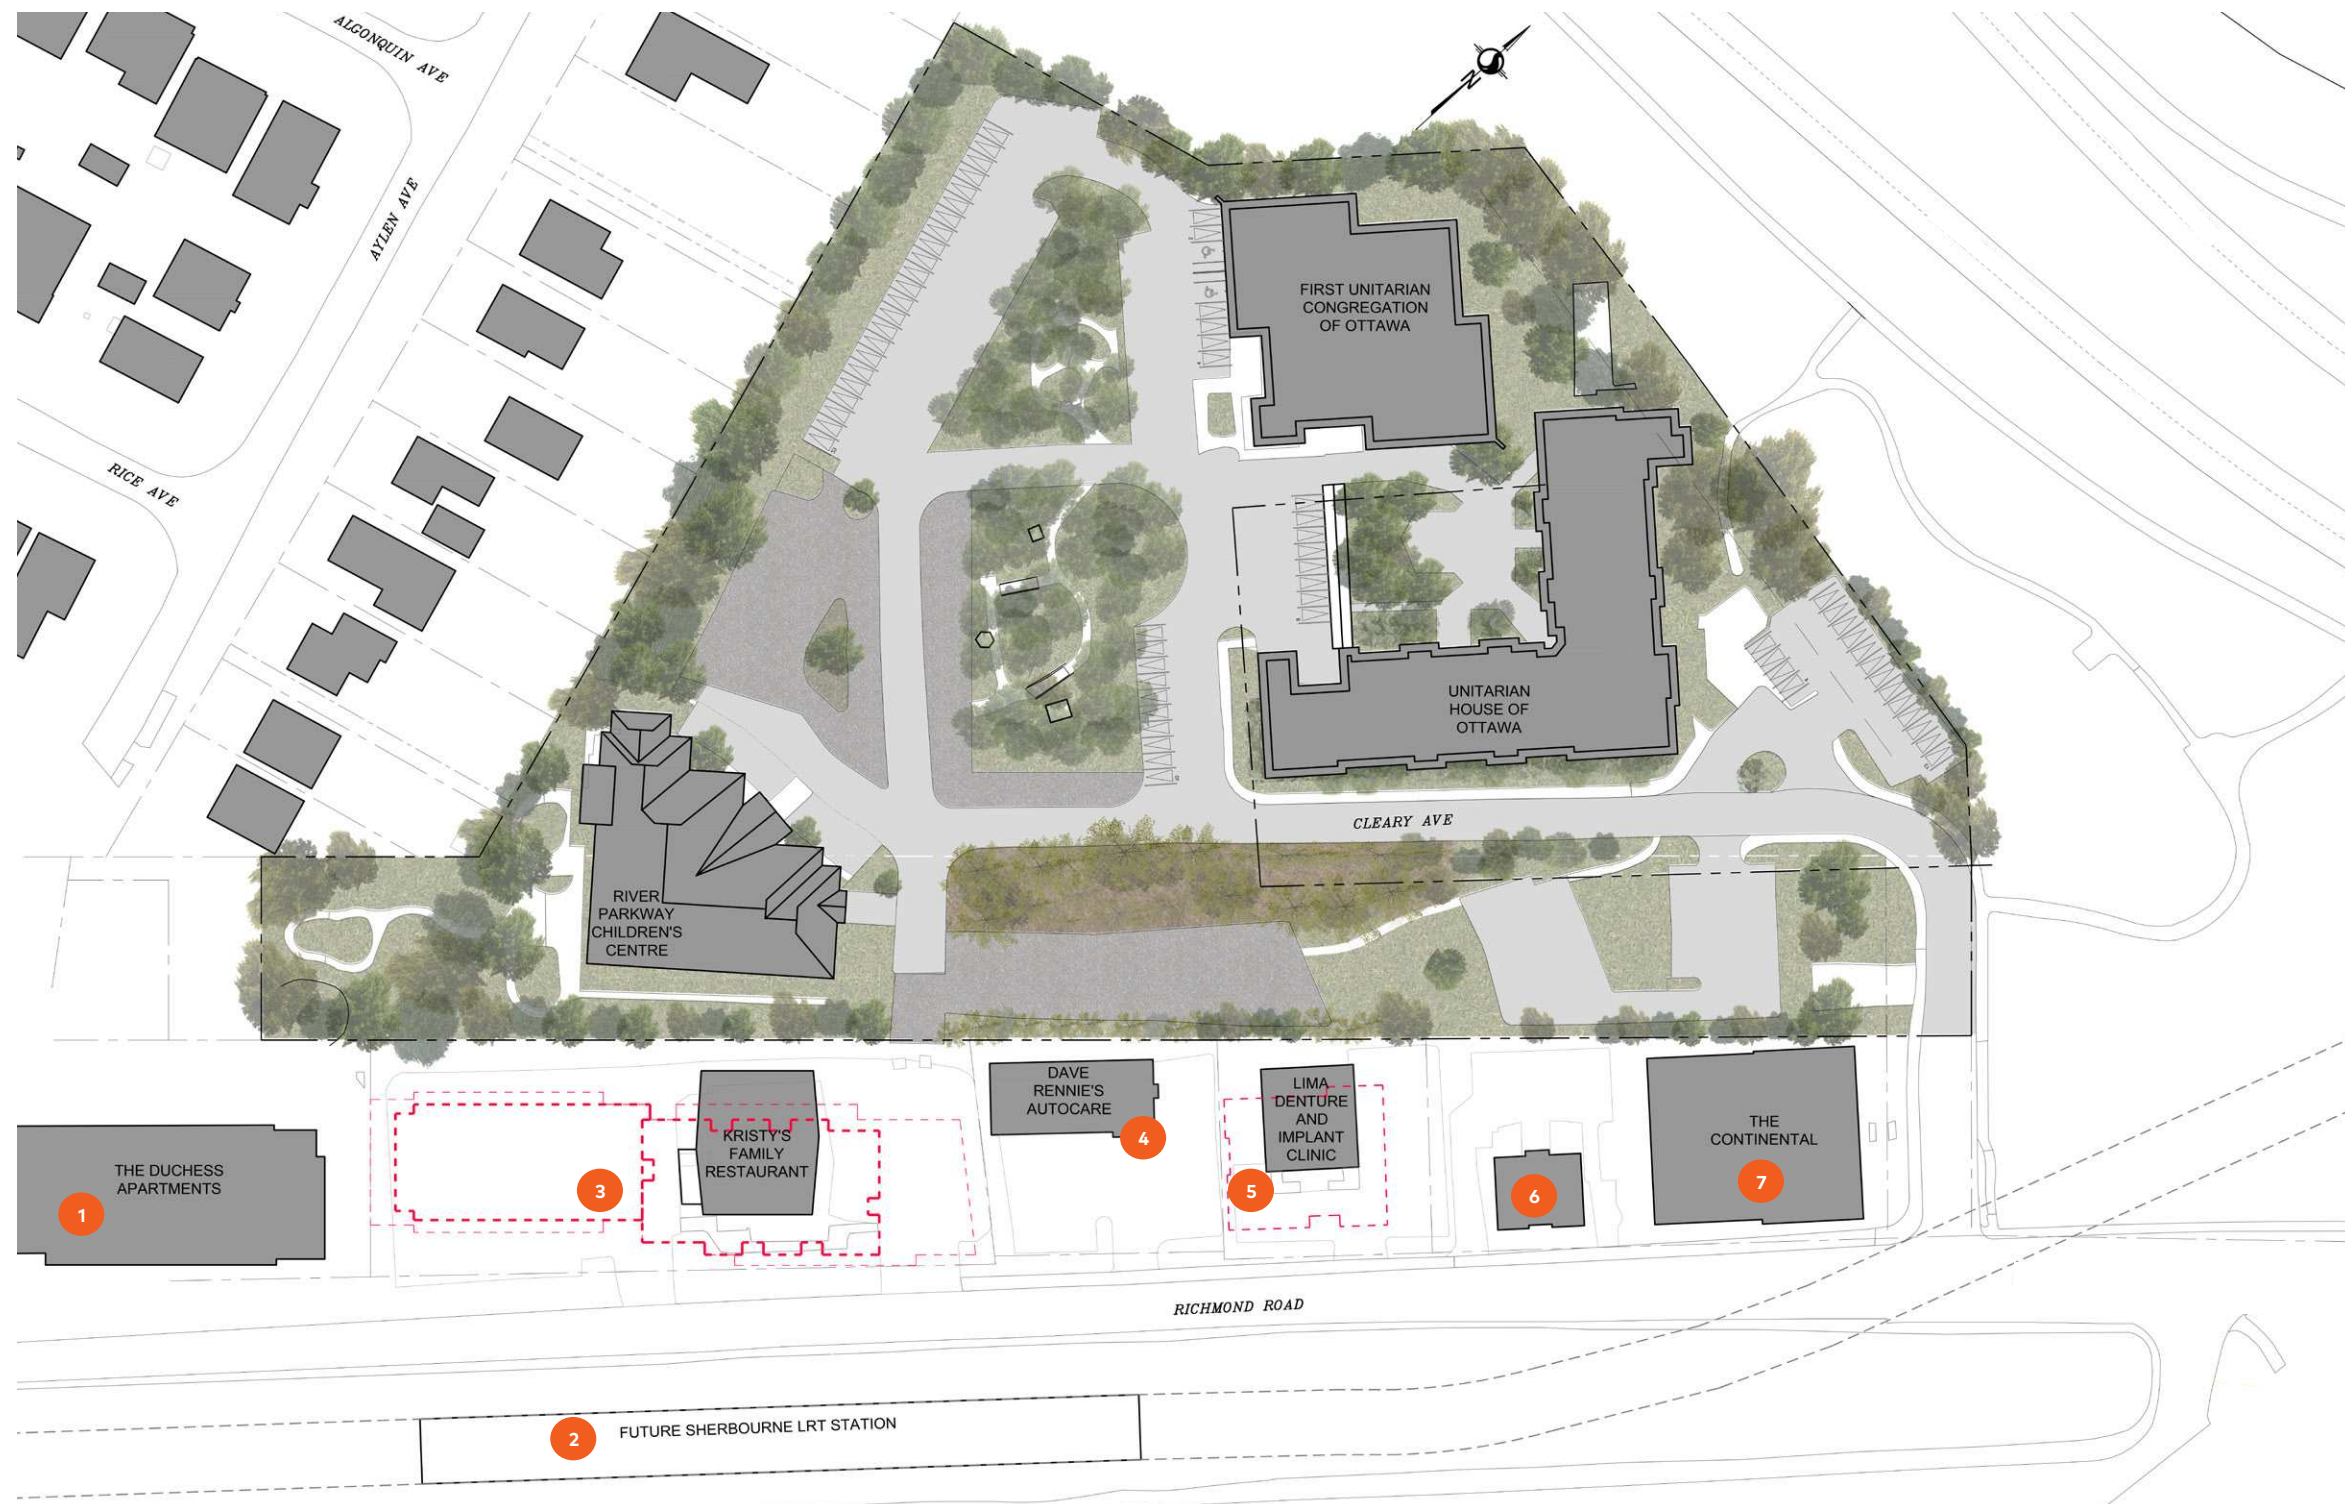 ALGONQUIN AVE
N
AYLEN AVE
RICE AVE
FIRST UNITARIAN
CONGREGATION
OF OTTAWA
UNITARIAN
HOUSE OF
OTTAWA
CLEARY AVE
RIVER
PARKWAY
CHILDREN'S
CENTRE
DAVE
RENNIE'S
AUTOCARE
4
LIMA
DENTURE
AND
IMPLANT
CLINIC
5
KRISTY'S
FAMILY
RESTAURANT
3
THE DUCHESS
APARTMENTS
1
6
THE
CONTINENTAL
7
RICHMOND ROAD
2
FUTURE SHERBOURNE LRT STATION